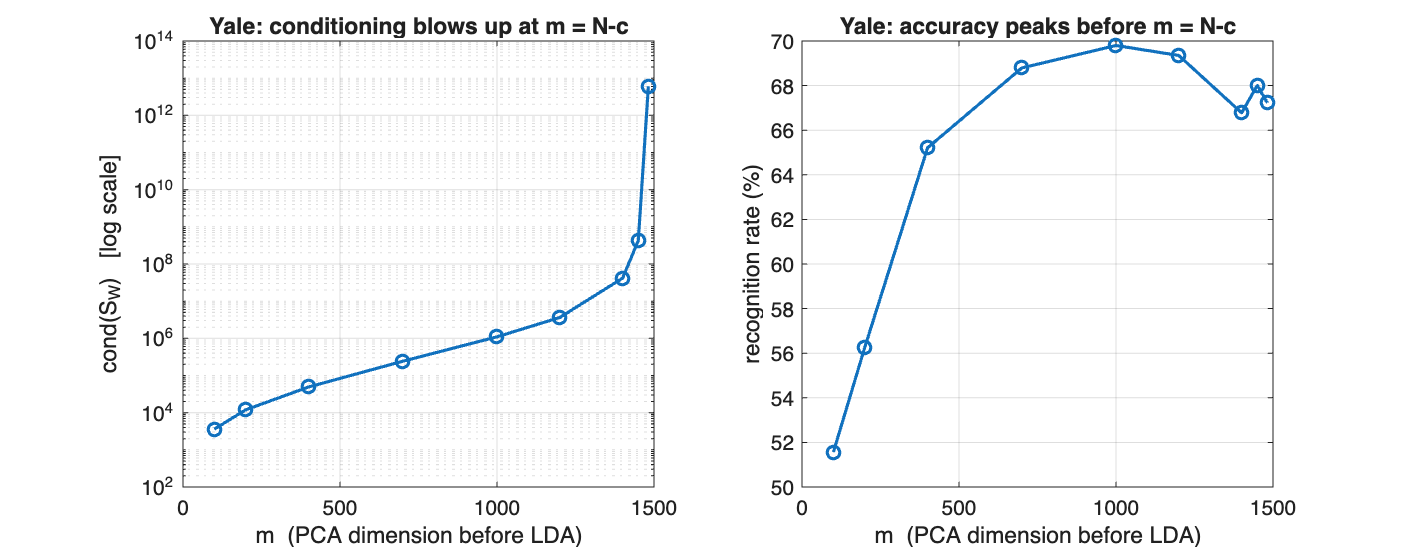 Yale: conditioning blows up at m = N-c
10^14
10^12
10^10
10^8
10^6
10^4
10^2
cond(S_W) [log scale]
0 500 1000 1500
m (PCA dimension before LDA)
Yale: accuracy peaks before m = N-c
70
68
66
64
62
60
58
56
54
52
50
recognition rate (%)
0 500 1000 1500
m (PCA dimension before LDA)